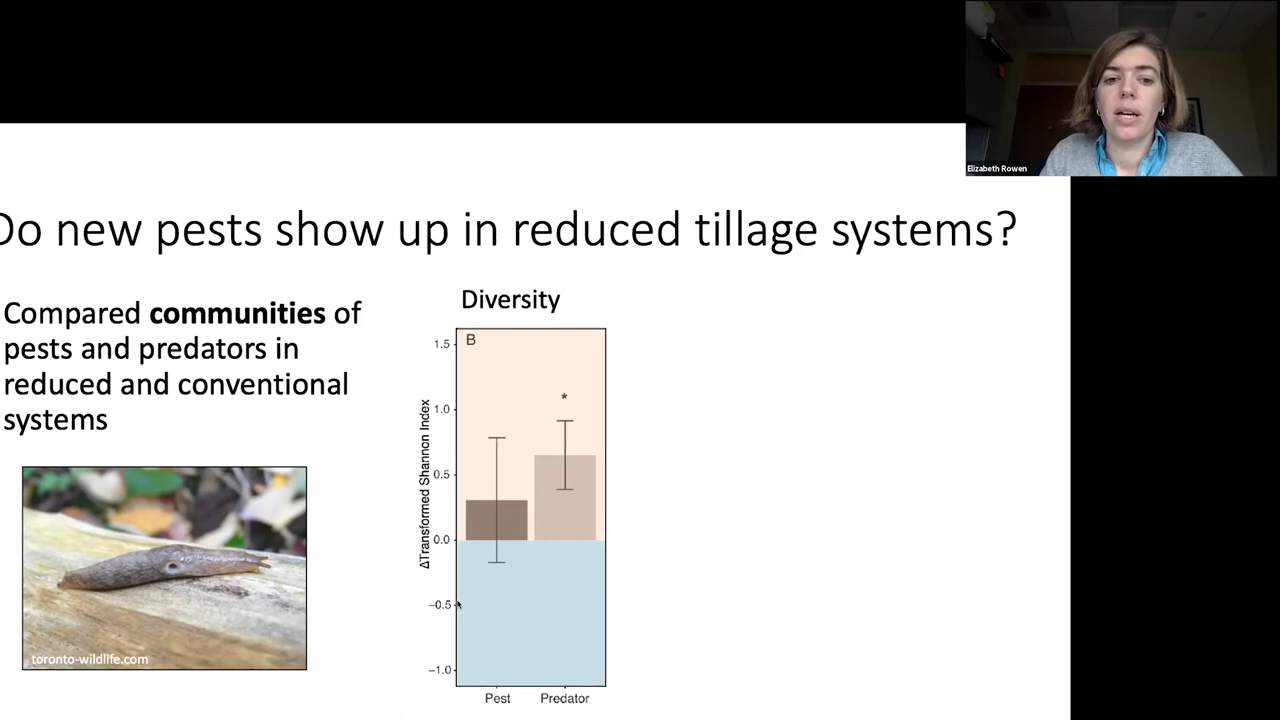 Elizabeth Rowen
Do new pests show up in reduced tillage systems?
Compared communities of
pests and predators in
reduced and conventional
systems
toronto-wildlife.com
Diversity
B
*
ΔTransformed Shannon Index
1.5
1.0
0.5
0.0
−0.5
−1.0
Pest
Predator